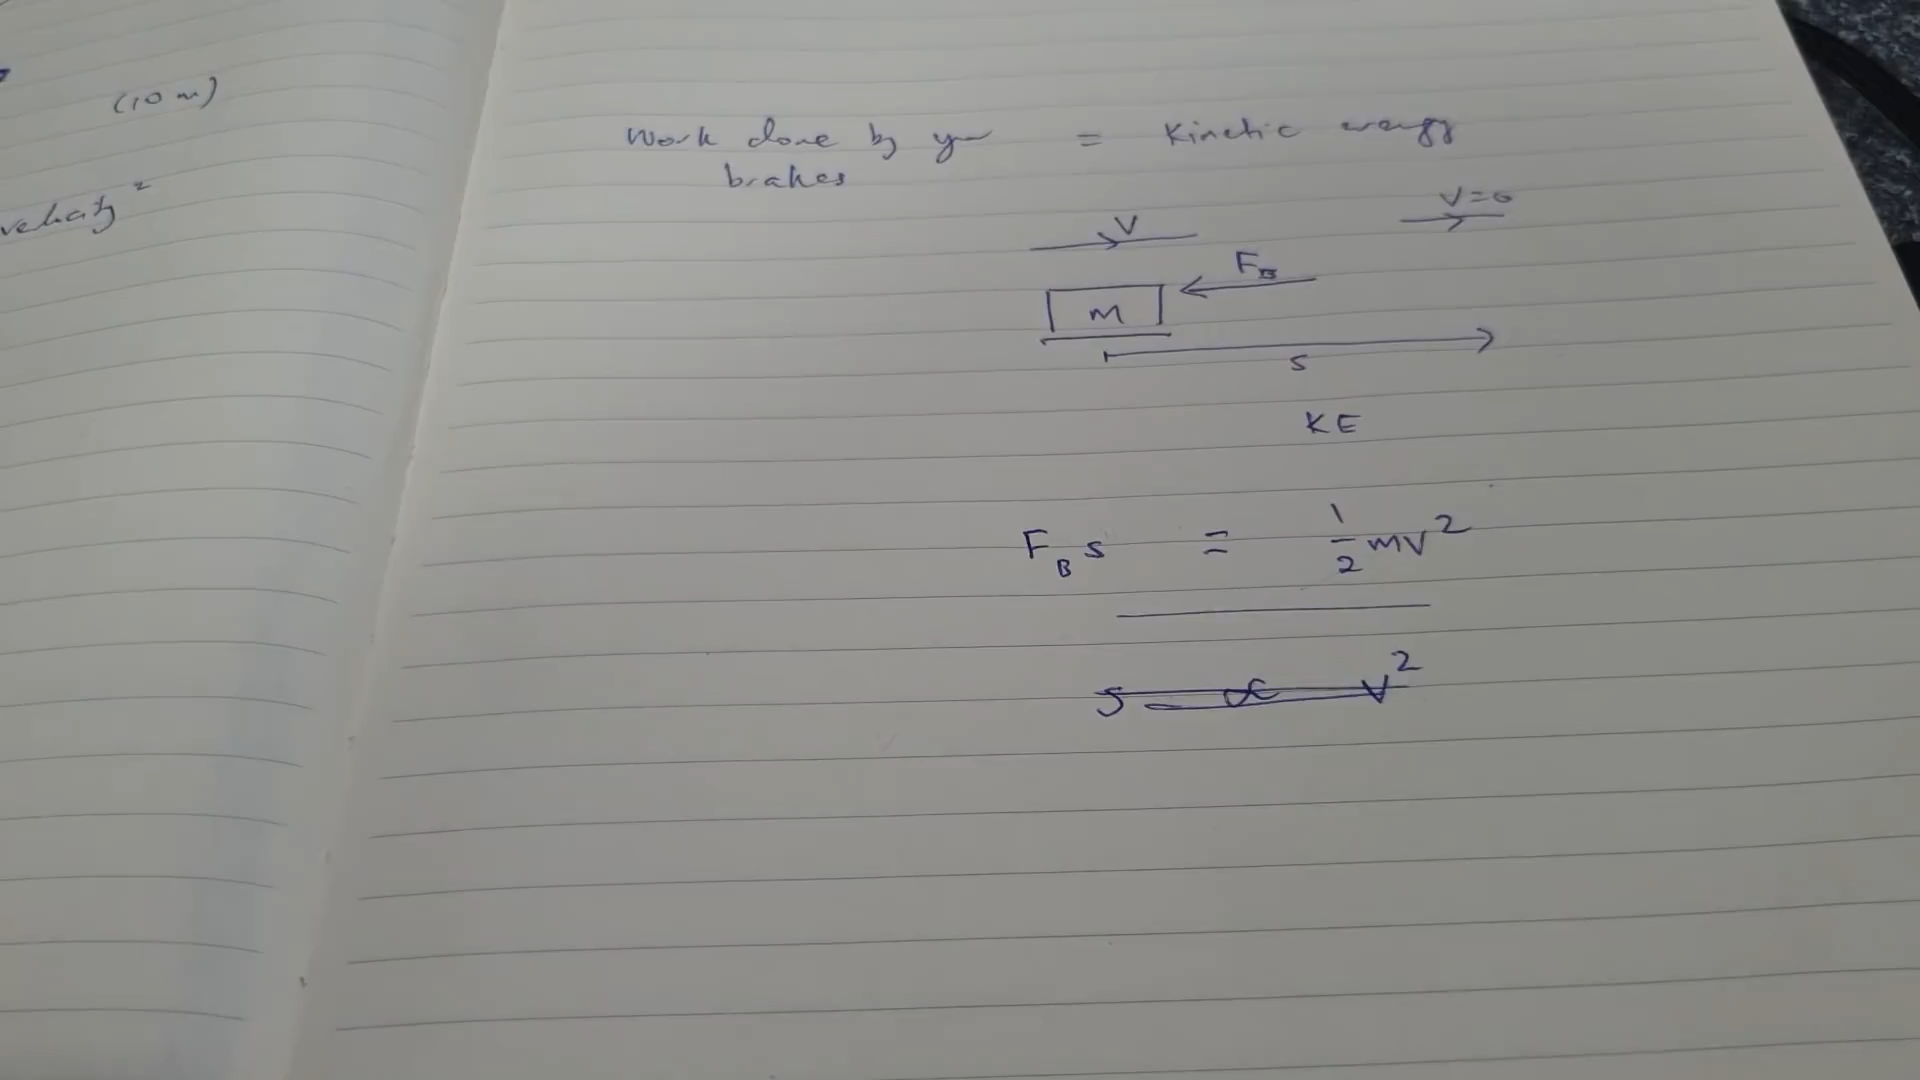 (10 m)
velocity²
Work done by your = Kinetic energy
brakes
V
V=0
F_B
m
s
KE
F_B s = 1/2 mv²
s ∝ v²